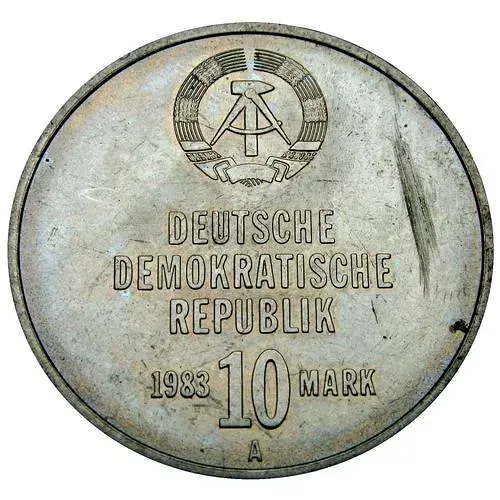 DEUTSCHE
DEMOKRATISCHE
REPUBLIK
1983 10 MARK
A